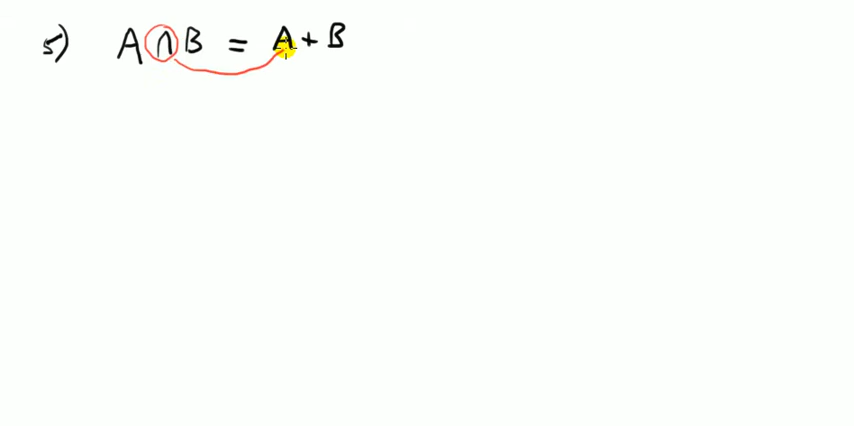 5) A ∩ B = A + B